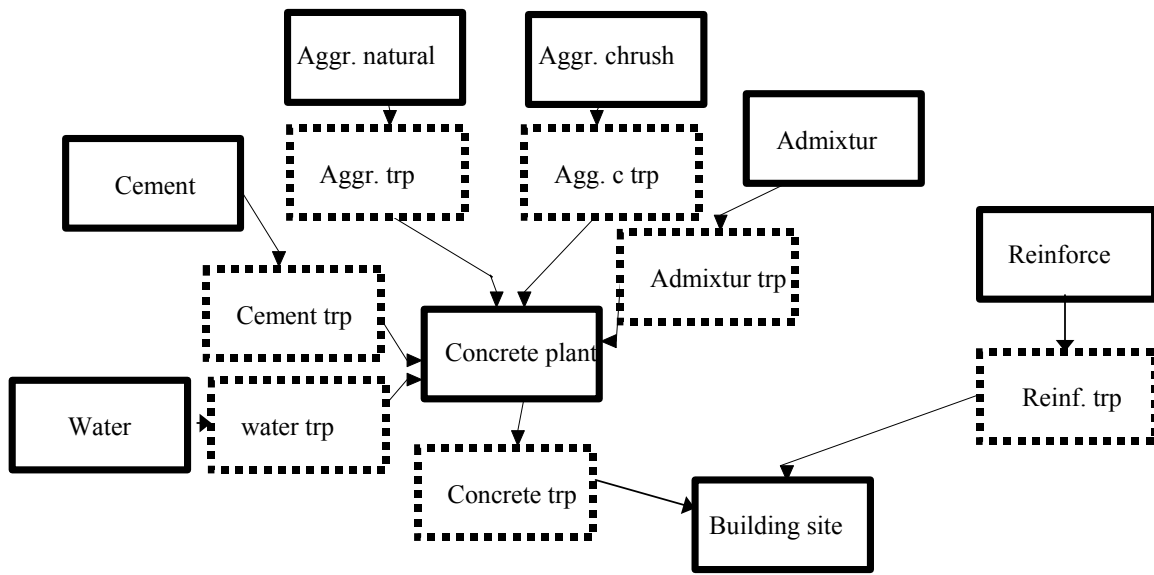 Aggr. natural
Aggr. chrush
Admixtur
Cement
Aggr. trp
Agg. c trp
Reinforce
Admixtur trp
Cement trp
Concrete plant
Water
water trp
Reinf. trp
Concrete trp
Building site